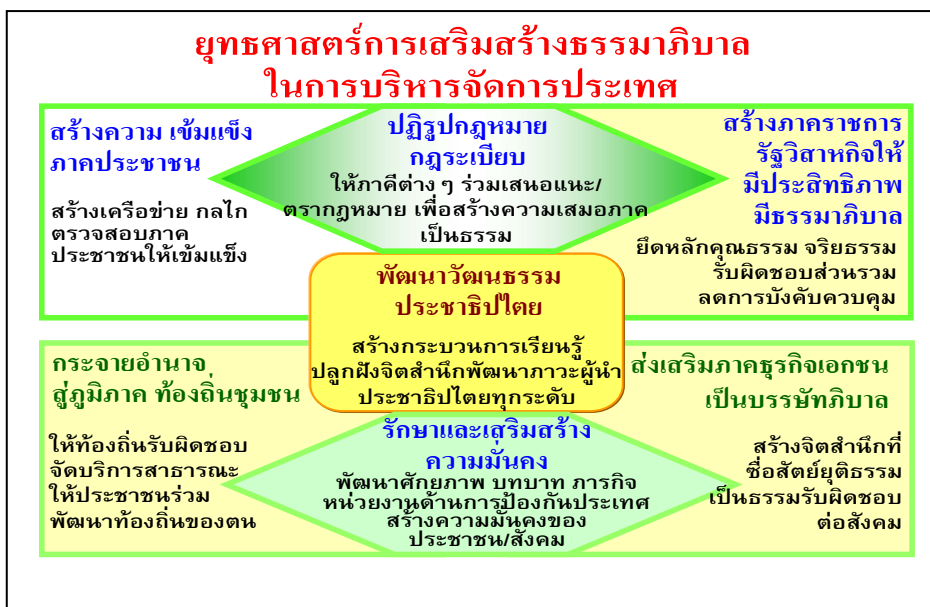 ยุทธศาสตร์การเสริมสร้างธรรมาภิบาล
ในการบริหารจัดการประเทศ
สร้างความ เข้มแข็ง
ภาคประชาชน
สร้างเครือข่าย กลไก
ตรวจสอบภาค
ประชาชนให้เข้มแข็ง
ปฏิรูปกฎหมาย
กฎระเบียบ
ให้ภาคีต่าง ๆ ร่วมเสนอแนะ/
ตรากฎหมาย เพื่อสร้างความเสมอภาค
เป็นธรรม
สร้างภาคราชการ
รัฐวิสาหกิจให้
มีประสิทธิภาพ
มีธรรมาภิบาล
ยึดหลักคุณธรรม จริยธรรม
รับผิดชอบส่วนรวม
ลดการบังคับควบคุม
พัฒนาวัฒนธรรม
ประชาธิปไตย
สร้างกระบวนการเรียนรู้
ปลูกฝังจิตสำนึกพัฒนาภาวะผู้นำ
ประชาธิปไตยทุกระดับ
กระจายอำนาจ
สู่ภูมิภาค ท้องถิ่นชุมชน
ให้ท้องถิ่นรับผิดชอบ
จัดบริการสาธารณะ
ให้ประชาชนร่วม
พัฒนาท้องถิ่นของตน
รักษาและเสริมสร้าง
ความมั่นคง
พัฒนาศักยภาพ บทบาท ภารกิจ
หน่วยงานด้านการป้องกันประเทศ
สร้างความมั่นคงของ
ประชาชน/สังคม
ส่งเสริมภาคธุรกิจเอกชน
เป็นบรรษัทภิบาล
สร้างจิตสำนึกที่
ซื่อสัตย์ยุติธรรม
เป็นธรรมรับผิดชอบ
ต่อสังคม